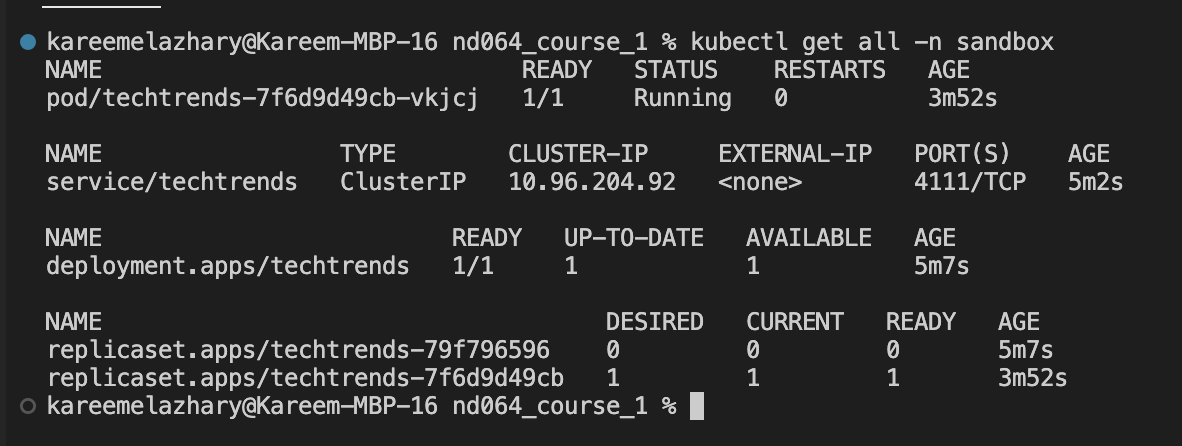 kareemelazhary@Kareem-MBP-16 nd064_course_1 % kubectl get all -n sandbox
NAME READY STATUS RESTARTS AGE
pod/techtrends-7f6d9d49cb-vkjcj 1/1 Running 0 3m52s
NAME TYPE CLUSTER-IP EXTERNAL-IP PORT(S) AGE
service/techtrends ClusterIP 10.96.204.92 <none> 4111/TCP 5m2s
NAME READY UP-TO-DATE AVAILABLE AGE
deployment.apps/techtrends 1/1 1 1 5m7s
NAME DESIRED CURRENT READY AGE
replicaset.apps/techtrends-79f796596 0 0 0 5m7s
replicaset.apps/techtrends-7f6d9d49cb 1 1 1 3m52s
kareemelazhary@Kareem-MBP-16 nd064_course_1 %